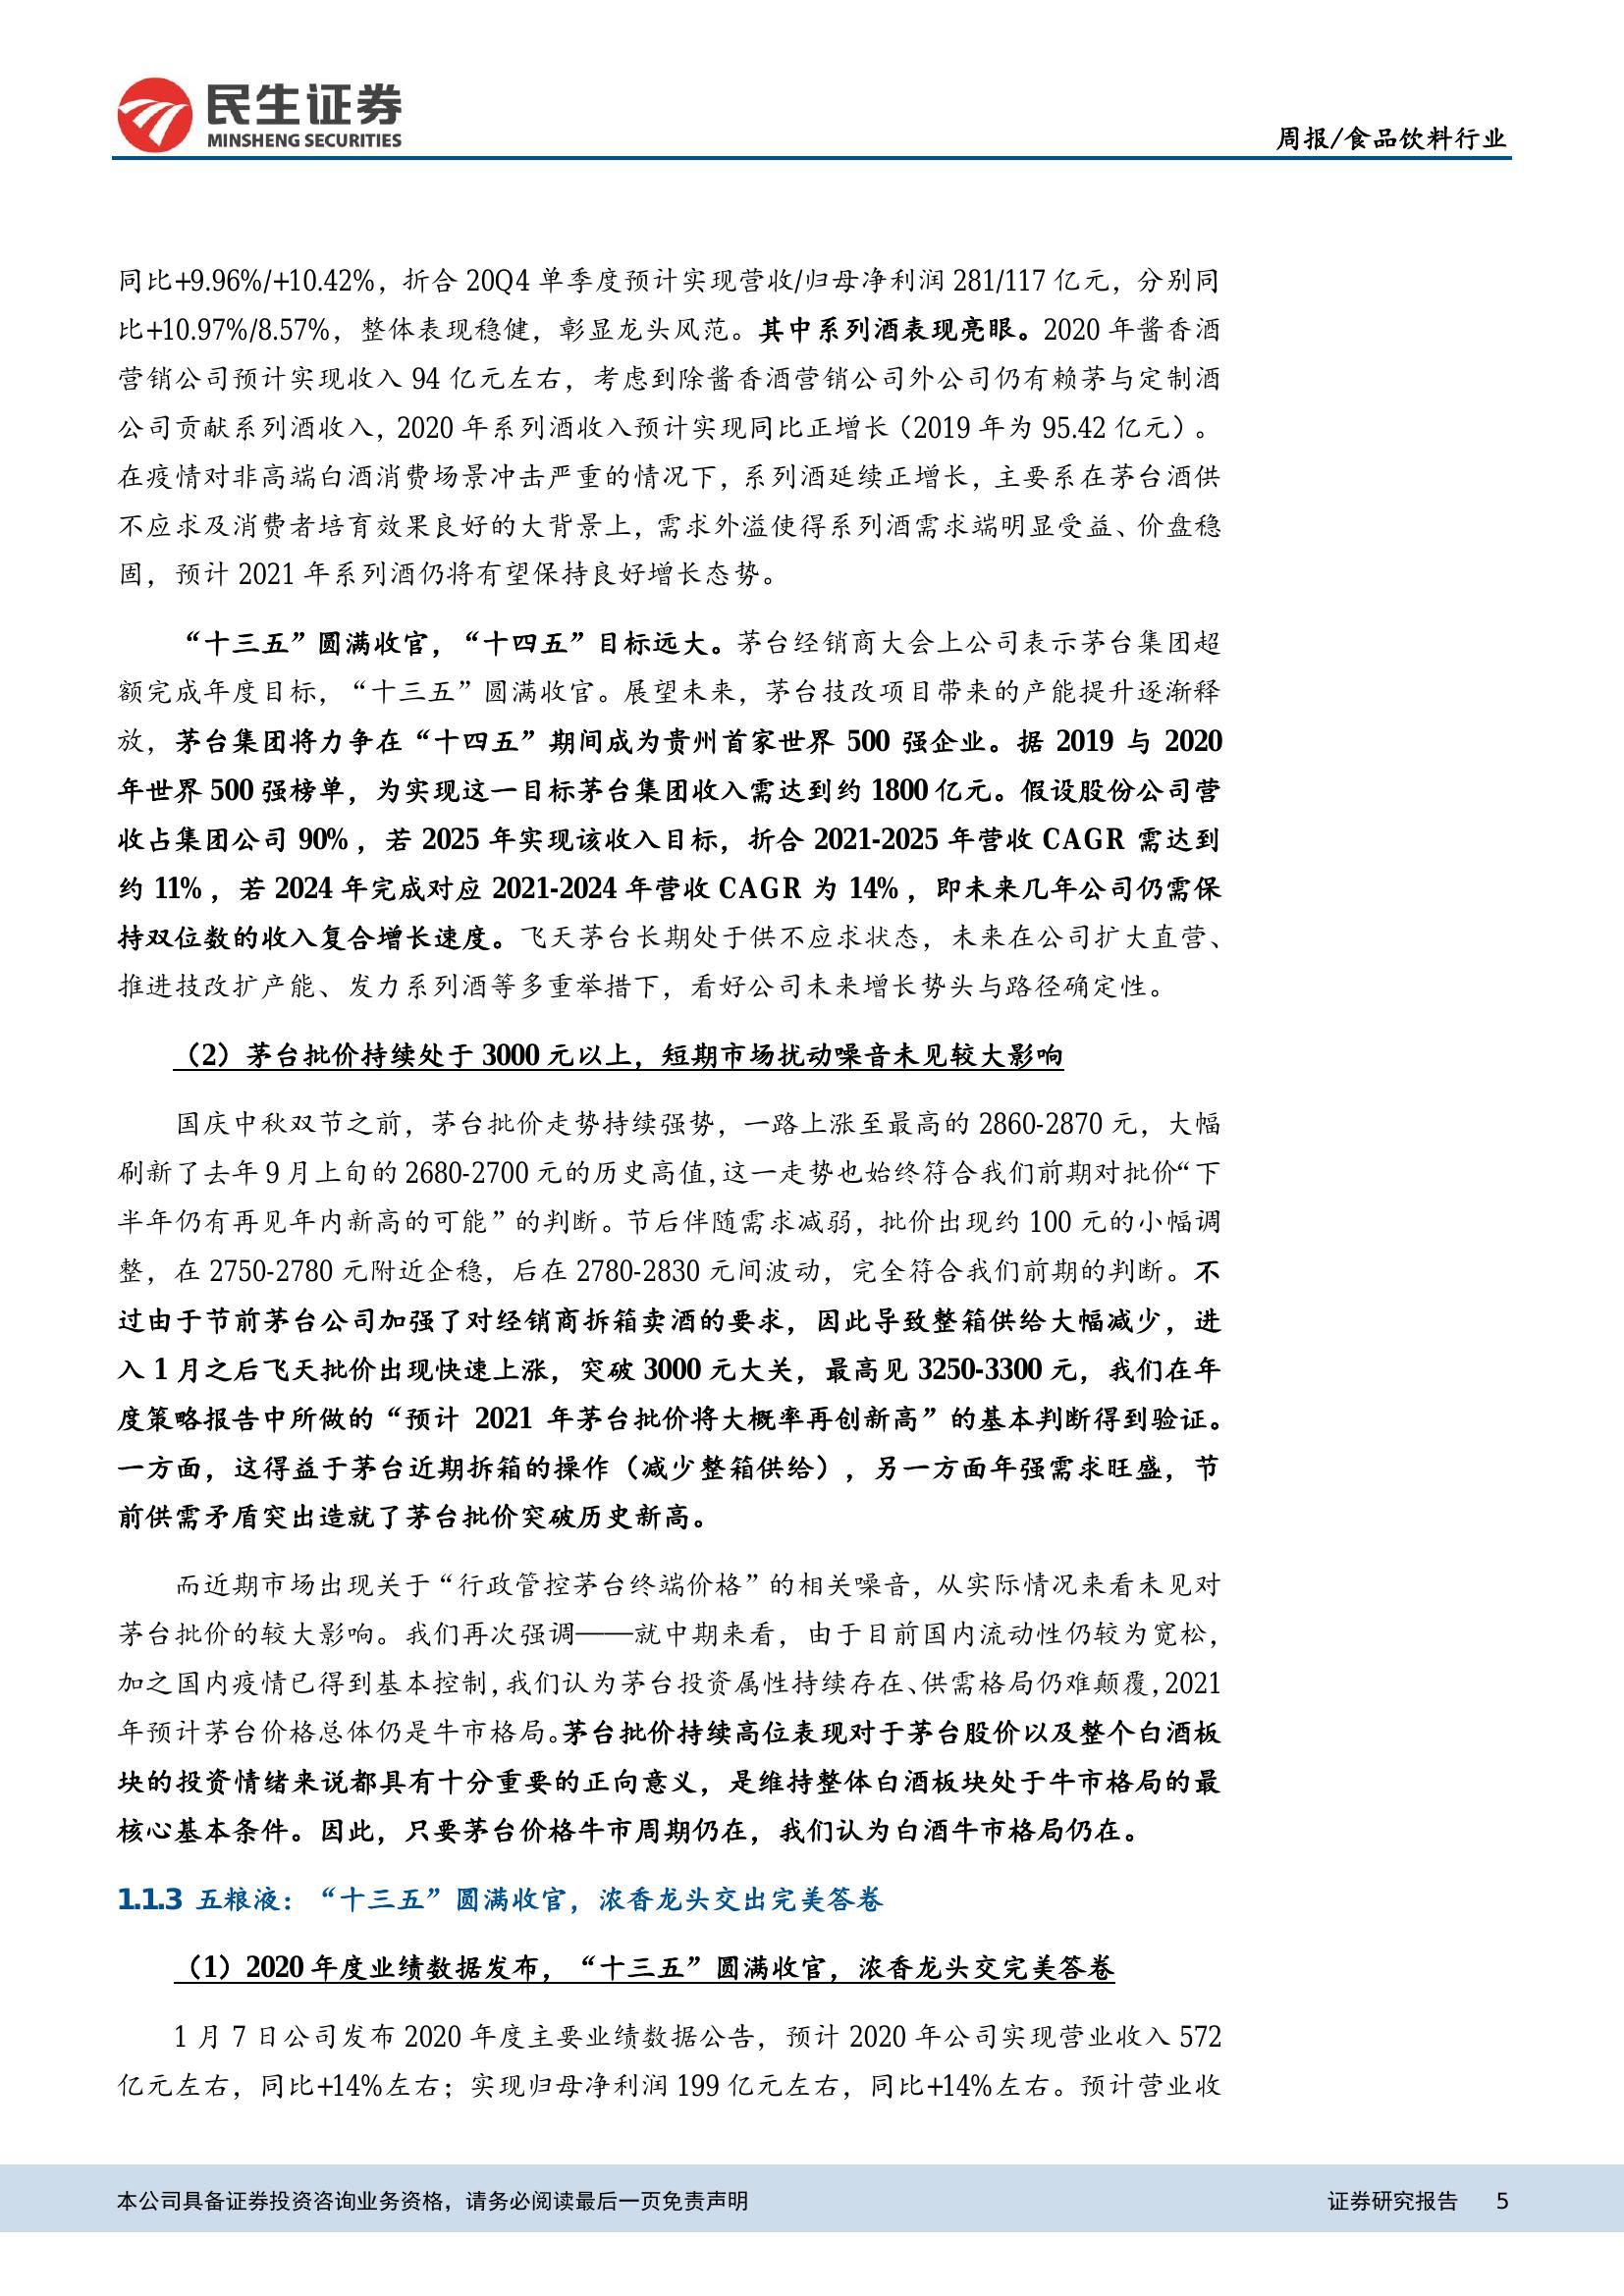 民生证券
MINSHENG SECURITIES
周报/食品饮料行业
同比+9.96%/+10.42%，折合 20Q4 单季度预计实现营收/归母净利润 281/117 亿元，分别同
比+10.97%/8.57%，整体表现稳健，彰显龙头风范。其中系列酒表现亮眼。2020 年酱香酒
营销公司预计实现收入 94 亿元左右，考虑到除酱香酒营销公司外公司仍有赖茅与定制酒
公司贡献系列酒收入，2020 年系列酒收入预计实现同比正增长（2019 年为 95.42 亿元）。
在疫情对非高端白酒消费场景冲击严重的情况下，系列酒延续正增长，主要系在茅台酒供
不应求及消费者培育效果良好的大背景上，需求外溢使得系列酒需求端明显受益、价盘稳
固，预计 2021 年系列酒仍将有望保持良好增长态势。
“十三五”圆满收官，“十四五”目标远大。茅台经销商大会上公司表示茅台集团超
额完成年度目标，“十三五”圆满收官。展望未来，茅台技改项目带来的产能提升逐渐释
放，茅台集团将力争在“十四五”期间成为贵州首家世界 500 强企业。据 2019 与 2020
年世界 500 强榜单，为实现这一目标茅台集团收入需达到约 1800 亿元。假设股份公司营
收占集团公司 90%，若 2025 年实现该收入目标，折合 2021-2025 年营收 CAGR 需达到
约 11%，若 2024 年完成对应 2021-2024 年营收 CAGR 为 14%，即未来几年公司仍需保
持双位数的收入复合增长速度。飞天茅台长期处于供不应求状态，未来在公司扩大直营、
推进技改扩产能、发力系列酒等多重举措下，看好公司未来增长势头与路径确定性。
（2）茅台批价持续处于 3000 元以上，短期市场扰动噪音未见较大影响
国庆中秋双节之前，茅台批价走势持续强势，一路上涨至最高的 2860-2870 元，大幅
刷新了去年 9 月上旬的 2680-2700 元的历史高值，这一走势也始终符合我们前期对批价“下
半年仍有再见年内新高的可能”的判断。节后伴随需求减弱，批价出现约 100 元的小幅调
整，在 2750-2780 元附近企稳，后在 2780-2830 元间波动，完全符合我们前期的判断。不
过由于节前茅台公司加强了对经销商拆箱卖酒的要求，因此导致整箱供给大幅减少，进
入 1 月之后飞天批价出现快速上涨，突破 3000 元大关，最高见 3250-3300 元，我们在年
度策略报告中所做的“预计 2021 年茅台批价将大概率再创新高”的基本判断得到验证。
一方面，这得益于茅台近期拆箱的操作（减少整箱供给），另一方面年强需求旺盛，节
前供需矛盾突出造就了茅台批价突破历史新高。
而近期市场出现关于“行政管控茅台终端价格”的相关噪音，从实际情况来看未见对
茅台批价的较大影响。我们再次强调——就中期来看，由于目前国内流动性仍较为宽松，
加之国内疫情已得到基本控制，我们认为茅台投资属性持续存在、供需格局仍难颠覆，2021
年预计茅台价格总体仍是牛市格局。茅台批价持续高位表现对于茅台股价以及整个白酒板
块的投资情绪来说都具有十分重要的正向意义，是维持整体白酒板块处于牛市格局的最
核心基本条件。因此，只要茅台价格牛市周期仍在，我们认为白酒牛市格局仍在。
1.1.3 五粮液：“十三五”圆满收官，浓香龙头交出完美答卷
（1）2020 年度业绩数据发布，“十三五”圆满收官，浓香龙头交完美答卷
1 月 7 日公司发布 2020 年度主要业绩数据公告，预计 2020 年公司实现营业收入 572
亿元左右，同比+14%左右；实现归母净利润 199 亿元左右，同比+14%左右。预计营业收
本公司具备证券投资咨询业务资格，请务必阅读最后一页免责声明
证券研究报告 5